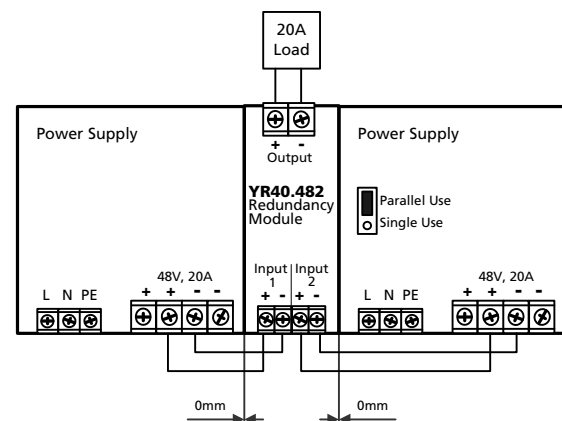 20A
Load
Power Supply
+ -
Output
YR40.482
Redundancy
Module
Input Input
1 2
+ - + -
48V, 20A
+ + - -
L N PE
Power Supply
Parallel Use
Single Use
48V, 20A
+ + - -
L N PE
0mm
0mm